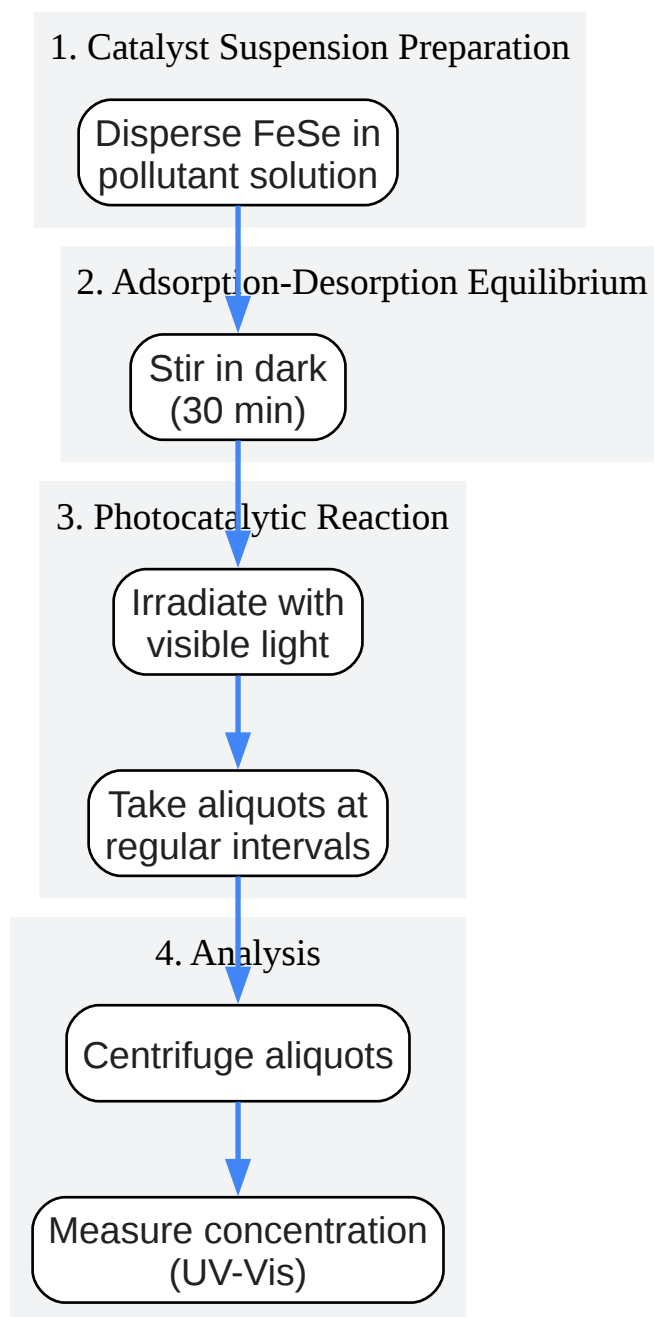 1. Catalyst Suspension Preparation
Disperse FeSe in
pollutant solution
2. Adsorption-Desorption Equilibrium
Stir in dark
(30 min)
3. Photocatalytic Reaction
Irradiate with
visible light
Take aliquots at
regular intervals
4. Analysis
Centrifuge aliquots
Measure concentration
(UV-Vis)